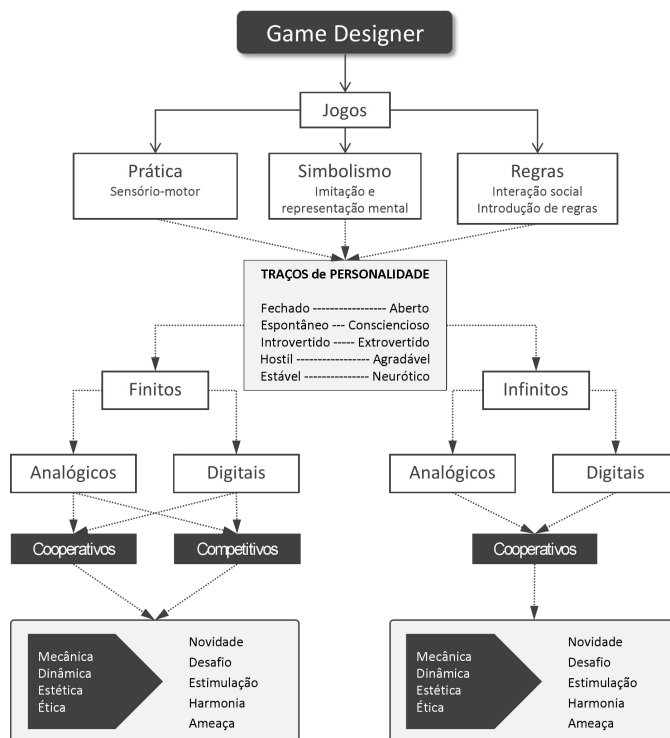 Game Designer
Jogos
Prática
Sensório-motor
Simbolismo
Imitação e
representação mental
Regras
Interação social
Introdução de regras
TRAÇOS de PERSONALIDADE
Fechado ----------------- Aberto
Espontâneo --- Consciencioso
Introvertido ----- Extrovertido
Hostil ----------------- Agradável
Estável --------------- Neurótico
Finitos
Infinitos
Analógicos
Digitais
Analógicos
Digitais
Cooperativos
Competitivos
Cooperativos
Mecânica
Dinâmica
Estética
Ética
Novidade
Desafio
Estimulação
Harmonia
Ameaça
Mecânica
Dinâmica
Estética
Ética
Novidade
Desafio
Estimulação
Harmonia
Ameaça